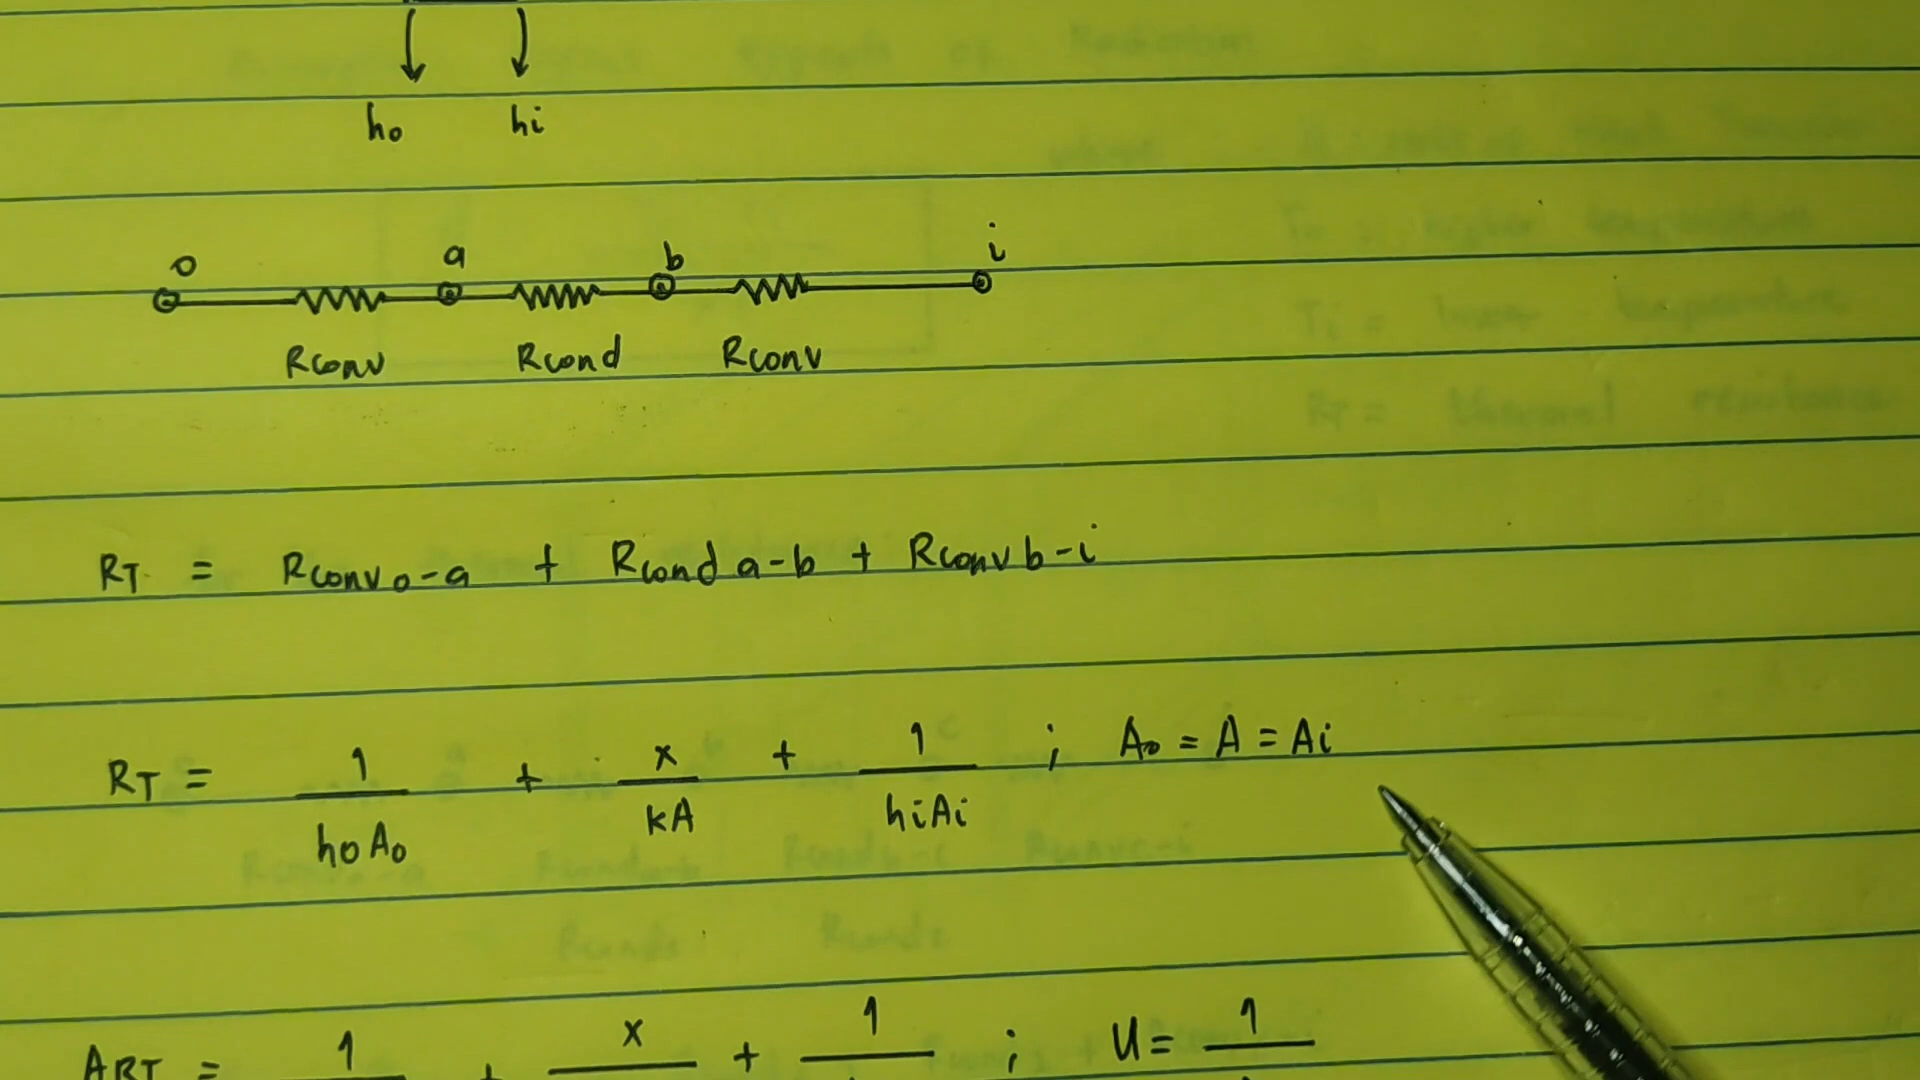 ho hi
o a b i
Rconv Rcond Rconv
RT = Rconv o-a + Rcond a-b + Rconv b-i
RT = 1/hoAo + x/kA + 1/hiAi ; Ao = A = Ai
ART = 1 + x + 1 ; U = 1